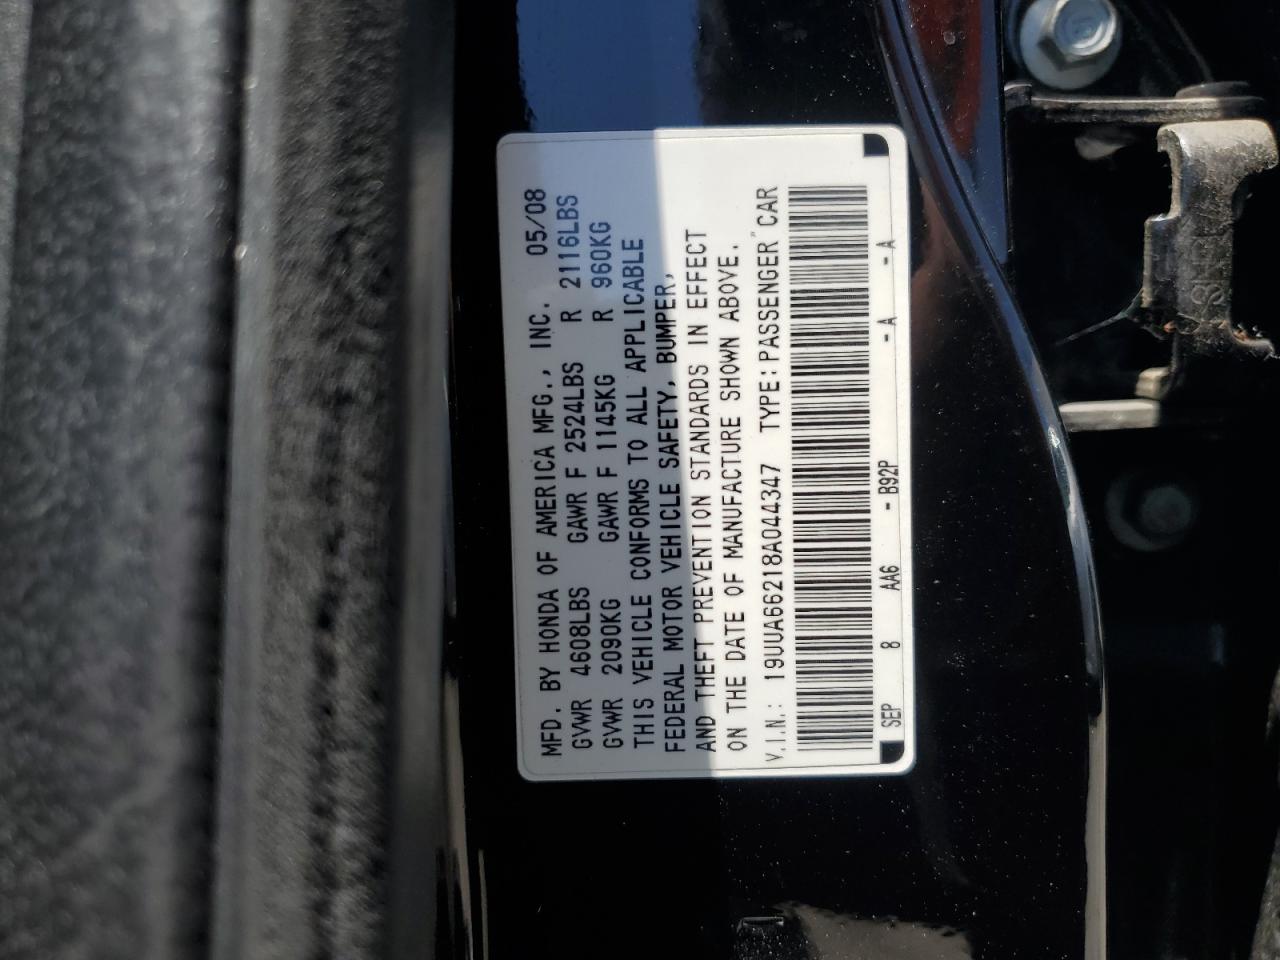 MFD. BY HONDA OF AMERICA MFG., INC. 05/08
GVWR 4608LBS GAWR F 2524LBS R 2116LBS
GVWR 2090KG GAWR F 1145KG R 960KG
THIS VEHICLE CONFORMS TO ALL APPLICABLE
FEDERAL MOTOR VEHICLE SAFETY, BUMPER,
AND THEFT PREVENTION STANDARDS IN EFFECT
ON THE DATE OF MANUFACTURE SHOWN ABOVE.
V.I.N.: 19UUA66218A044347 TYPE:PASSENGER CAR
SEP 8 AA6 - B92P - A - A